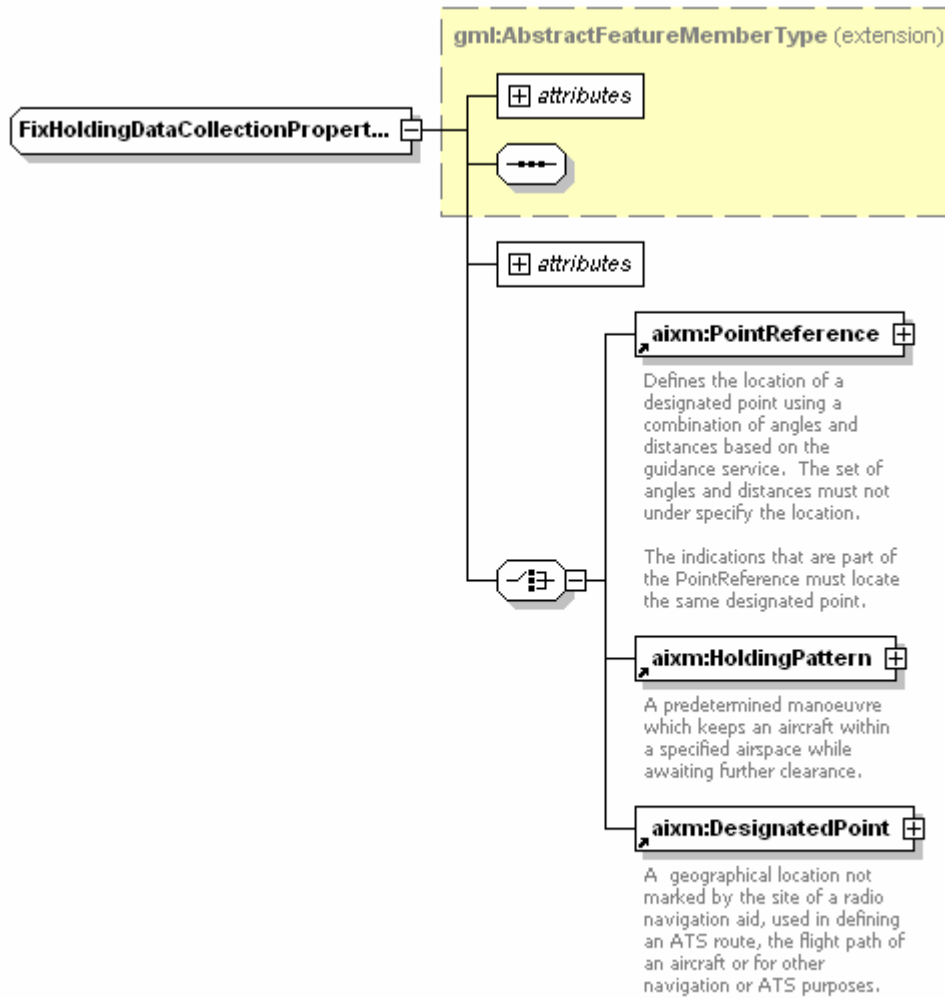 gml:AbstractFeatureMemberType (extension)
attributes
FixHoldingDataCollectionPropert...
attributes
aixm:PointReference
Defines the location of a
designated point using a
combination of angles and
distances based on the
guidance service.  The set of
angles and distances must not
under specify the location.
The indications that are part of
the PointReference must locate
the same designated point.
aixm:HoldingPattern
A predetermined manoeuvre
which keeps an aircraft within
a specified airspace while
awaiting further clearance.
aixm:DesignatedPoint
A  geographical location not
marked by the site of a radio
navigation aid, used in defining
an ATS route, the flight path of
an aircraft or for other
navigation or ATS purposes.